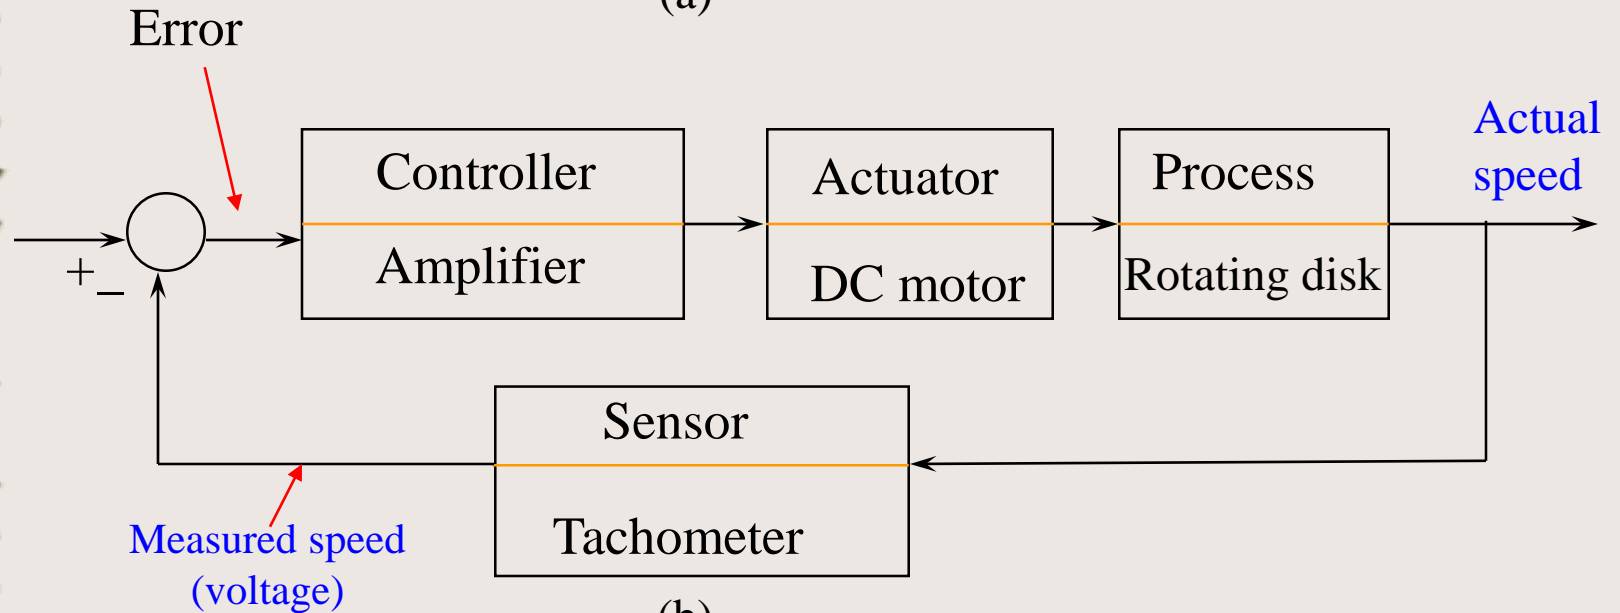 (a)
Error
Actual
speed
Controller
Actuator
Process
Amplifier
DC motor
Rotating disk
+
–
Sensor
Tachometer
Measured speed
(voltage)
(b)